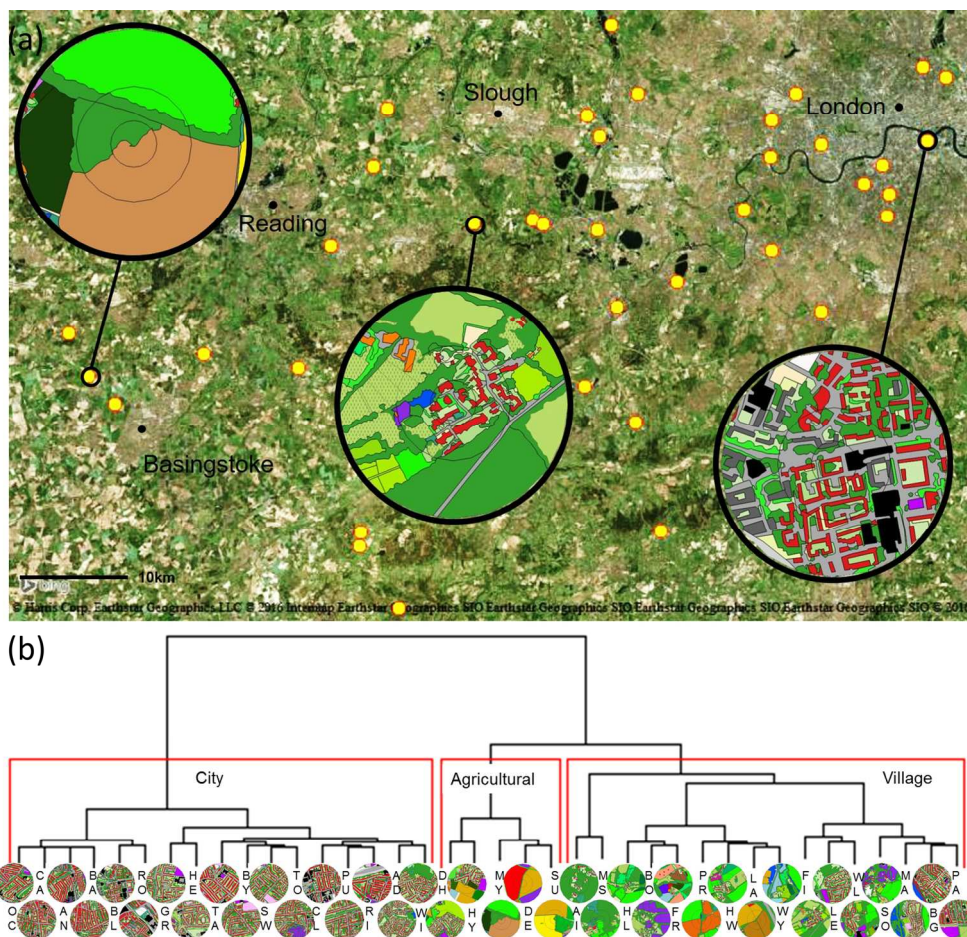 (a)
Slough
London
Reading
Basingstoke
10km
© Harris Corp, Earthstar Geographics LLC © 2016 Intermap Earthstar Geographics SIO Earthstar Geographics SIO Earthstar Geographics SIO Earthstar Geographics SIO © 2016
(b)
City
Agricultural
Village
C A B R H B T P A D M S M B P L F W M P
A A O E Y O U D H Y U S O R A I L A A
O A B G T S C R W H D A H F H W L S B
C N L R A W L I I Y E I L R W Y E O G